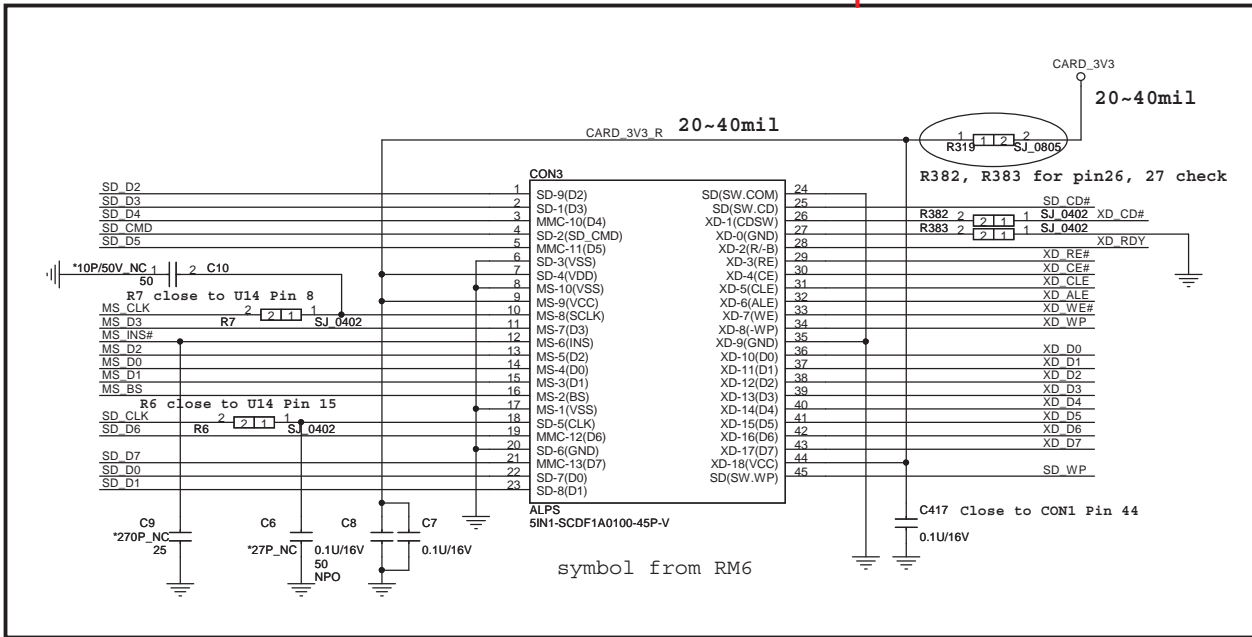 CARD_3V3
20~40mil
CARD_3V3_R
20~40mil
1 1 2 2
R319 SJ_0805
R382, R383 for pin26, 27 check
CON3
SD_D2 1 SD-9(D2) SD(SW.COM) 24
SD_D3 2 SD-1(D3) SD(SW.CD) 25 SD_CD#
SD_D4 3 MMC-10(D4) XD-1(CDSW) 26 R382 2 2 1 1 SJ_0402 XD_CD#
SD_CMD 4 SD-2(SD_CMD) XD-0(GND) 27 R383 2 2 1 1 SJ_0402
SD_D5 5 MMC-11(D5) XD-2(R/-B) 28 XD_RDY
6 SD-3(VSS) XD-3(RE) 29 XD_RE#
*10P/50V_NC 1 2 C10
50
7 SD-4(VDD) XD-4(CE) 30 XD_CE#
8 MS-10(VSS) XD-5(CLE) 31 XD_CLE
R7 close to U14 Pin 8
9 MS-9(VCC) XD-6(ALE) 32 XD_ALE
MS_CLK 2 2 1 1 10 MS-8(SCLK) XD-7(WE) 33 XD_WE#
R7 SJ_0402
MS_D3 11 MS-7(D3) XD-8(-WP) 34 XD_WP
MS_INS# 12 MS-6(INS) XD-9(GND) 35
MS_D2 13 MS-5(D2) XD-10(D0) 36 XD_D0
MS_D0 14 MS-4(D0) XD-11(D1) 37 XD_D1
MS_D1 15 MS-3(D1) XD-12(D2) 38 XD_D2
MS_BS 16 MS-2(BS) XD-13(D3) 39 XD_D3
R6 close to U14 Pin 15
17 MS-1(VSS) XD-14(D4) 40 XD_D4
SD_CLK 2 2 1 1 18 SD-5(CLK) XD-15(D5) 41 XD_D5
R6 SJ_0402
SD_D6 19 MMC-12(D6) XD-16(D6) 42 XD_D6
20 SD-6(GND) XD-17(D7) 43 XD_D7
SD_D7 21 MMC-13(D7) XD-18(VCC) 44
SD_D0 22 SD-7(D0) SD(SW.WP) 45 SD_WP
SD_D1 23 SD-8(D1)
ALPS
5IN1-SCDF1A0100-45P-V
C9
*270P_NC
25
C6
*27P_NC
50
NPO
C8
0.1U/16V
C7
0.1U/16V
C417 Close to CON1 Pin 44
0.1U/16V
symbol from RM6